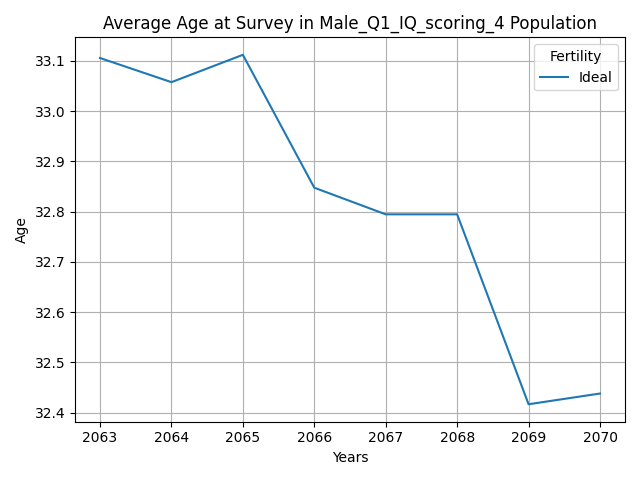 Average Age at Survey in Male_Q1_IQ_scoring_4 Population
Fertility
Ideal
33.1
33.0
32.9
32.8
32.7
32.6
32.5
32.4
Age
2063 2064 2065 2066 2067 2068 2069 2070
Years